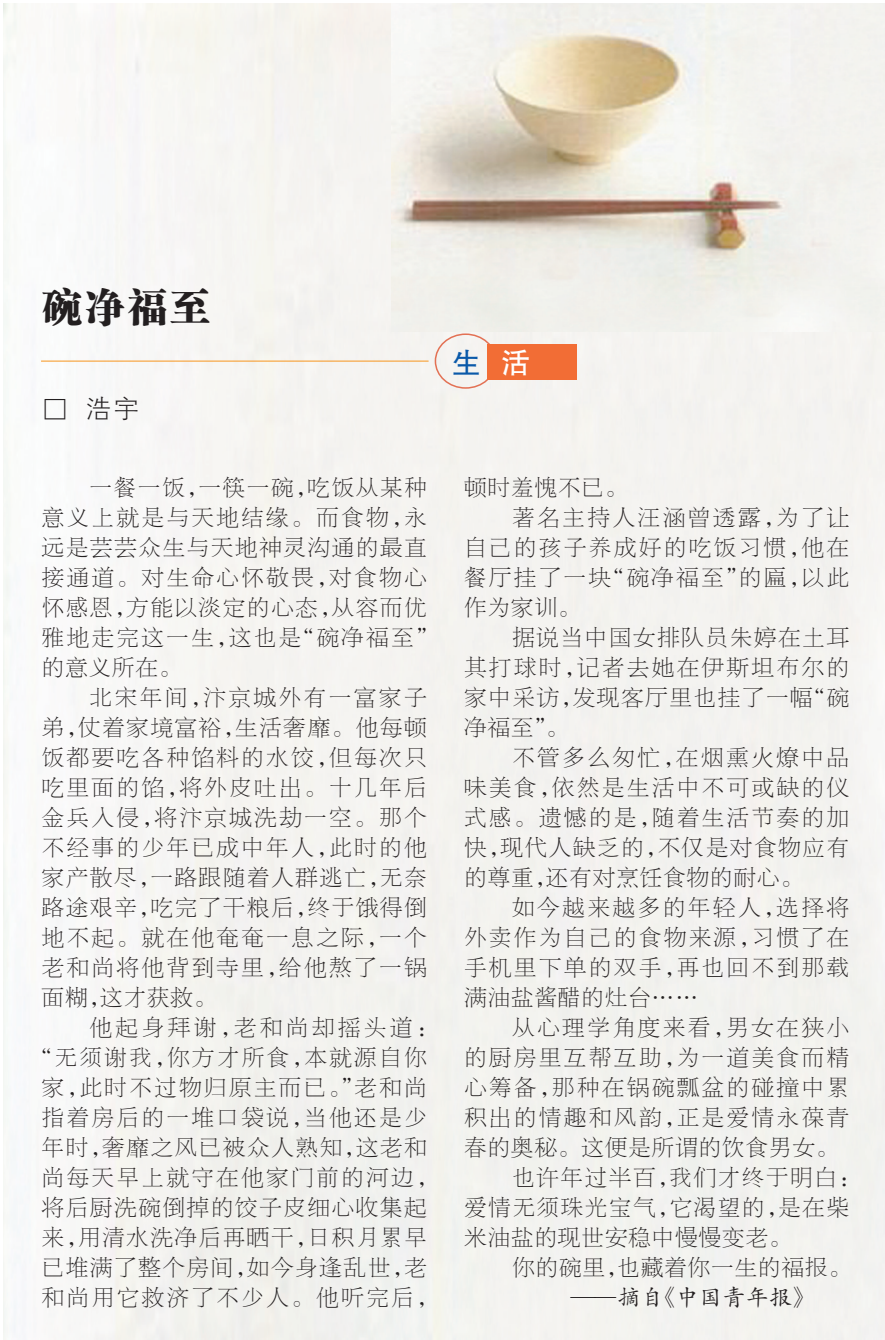 碗净福至
生活
□ 浩宇
一餐一饭,一筷一碗,吃饭从某种
意义上就是与天地结缘。而食物,永
远是芸芸众生与天地神灵沟通的最直
接通道。对生命心怀敬畏,对食物心
怀感恩,方能以淡定的心态,从容而优
雅地走完这一生,这也是“碗净福至”
的意义所在。
北宋年间,汴京城外有一富家子
弟,仗着家境富裕,生活奢靡。他每顿
饭都要吃各种馅料的水饺,但每次只
吃里面的馅,将外皮吐出。十几年后
金兵入侵,将汴京城洗劫一空。那个
不经事的少年已成中年人,此时的他
家产散尽,一路跟随着人群逃亡,无奈
路途艰辛,吃完了干粮后,终于饿得倒
地不起。就在他奄奄一息之际,一个
老和尚将他背到寺里,给他熬了一锅
面糊,这才获救。
他起身拜谢,老和尚却摇头道:
“无须谢我,你方才所食,本就源自你
家,此时不过物归原主而已。”老和尚
指着房后的一堆口袋说,当他还是少
年时,奢靡之风已被众人熟知,这老和
尚每天早上就守在他家门前的河边,
将后厨洗碗倒掉的饺子皮细心收集起
来,用清水洗净后再晒干,日积月累早
已堆满了整个房间,如今身逢乱世,老
和尚用它救济了不少人。他听完后,
顿时羞愧不已。
著名主持人汪涵曾透露,为了让
自己的孩子养成好的吃饭习惯,他在
餐厅挂了一块“碗净福至”的匾,以此
作为家训。
据说当中国女排队员朱婷在土耳
其打球时,记者去她在伊斯坦布尔的
家中采访,发现客厅里也挂了一幅“碗
净福至”。
不管多么匆忙,在烟熏火燎中品
味美食,依然是生活中不可或缺的仪
式感。遗憾的是,随着生活节奏的加
快,现代人缺乏的,不仅是对食物应有
的尊重,还有对烹饪食物的耐心。
如今越来越多的年轻人,选择将
外卖作为自己的食物来源,习惯了在
手机里下单的双手,再也回不到那载
满油盐酱醋的灶台……
从心理学角度来看,男女在狭小
的厨房里互帮互助,为一道美食而精
心筹备,那种在锅碗瓢盆的碰撞中累
积出的情趣和风韵,正是爱情永葆青
春的奥秘。这便是所谓的饮食男女。
也许年过半百,我们才终于明白:
爱情无须珠光宝气,它渴望的,是在柴
米油盐的现世安稳中慢慢变老。
你的碗里,也藏着你一生的福报。
——摘自《中国青年报》